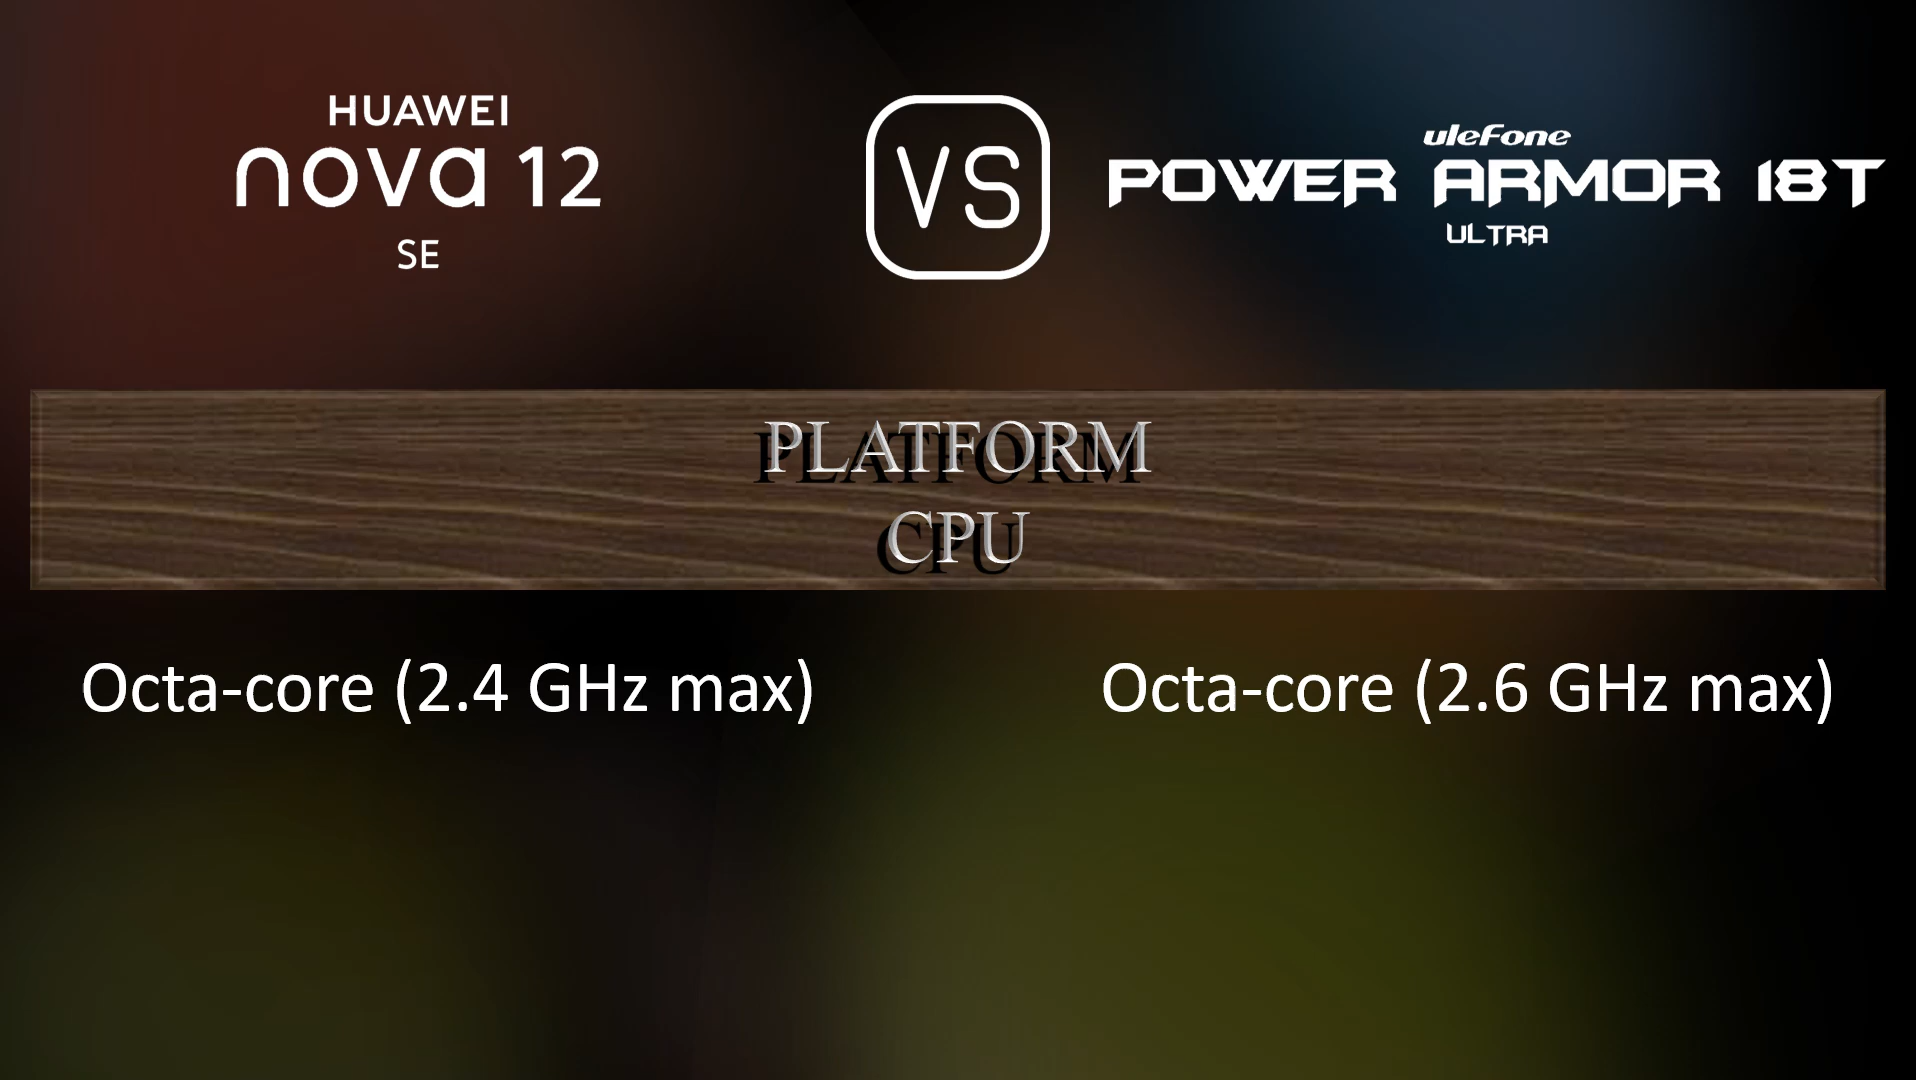 HUAWEI
nova 12
SE
VS
ulefone
POWER ARMOR 18T
ULTRA
PLATFORM
CPU
Octa-core (2.4 GHz max)
Octa-core (2.6 GHz max)